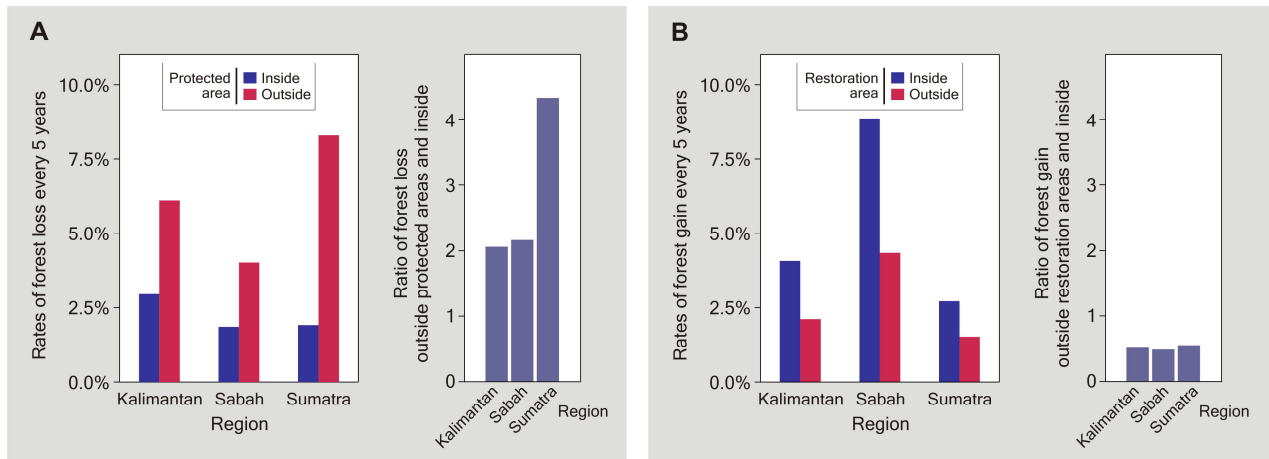 A
Rates of forest loss every 5 years
10.0%
7.5%
5.0%
2.5%
0.0%
Protected
area
Inside
Outside
Kalimantan
Sabah
Sumatra
Region
Ratio of forest loss
outside protected areas and inside
4
3
2
1
0
Kalimantan
Sabah
Sumatra
Region
B
Rates of forest gain every 5 years
10.0%
7.5%
5.0%
2.5%
0.0%
Restoration
area
Inside
Outside
Kalimantan
Sabah
Sumatra
Region
Ratio of forest gain
outside restoration areas and inside
4
3
2
1
0
Kalimantan
Sabah
Sumatra
Region